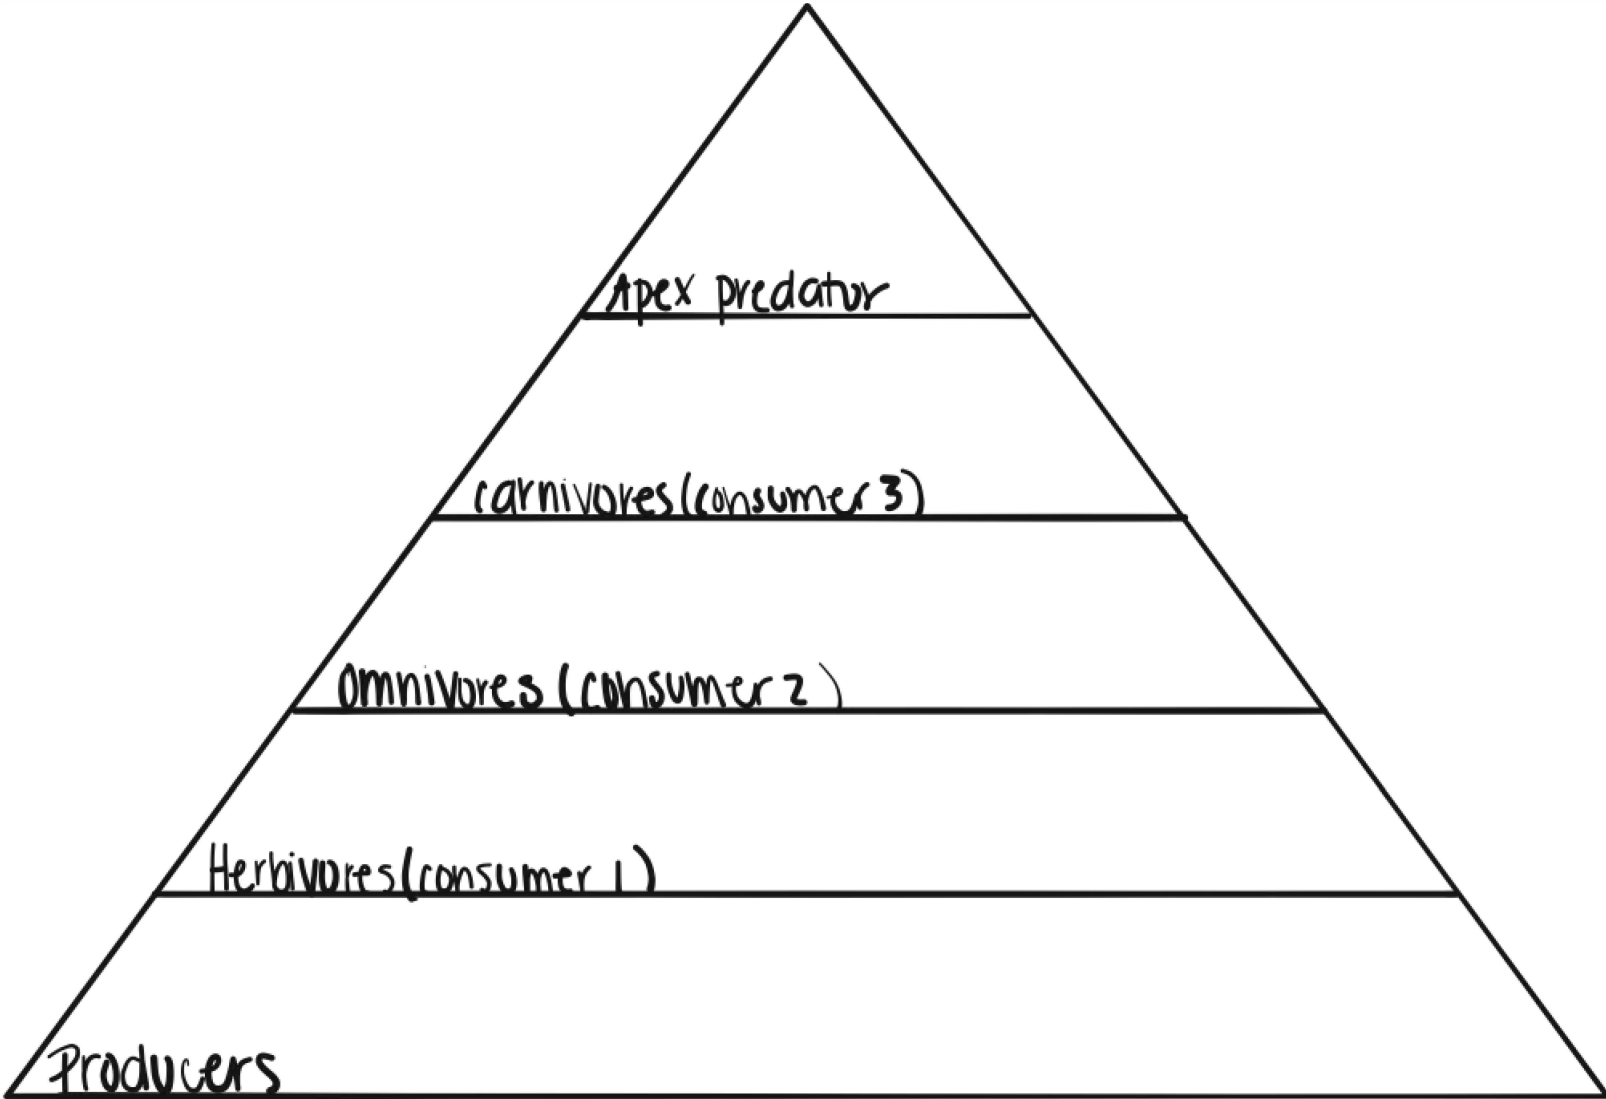 Apex predator
carnivores (consumer 3)
omnivores (consumer 2)
Herbivores (consumer 1)
Producers